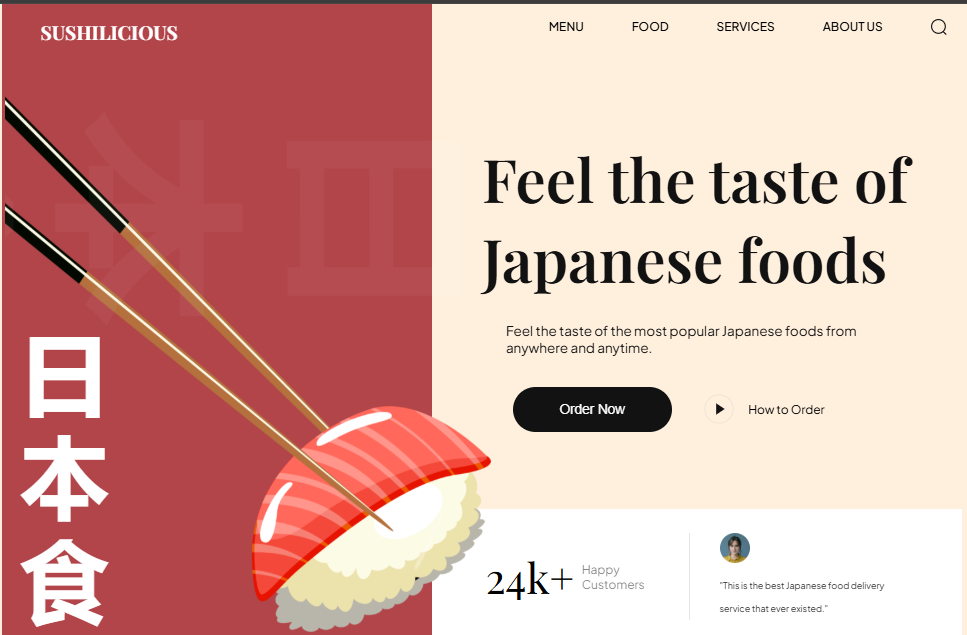 SUSHILICIOUS
MENU FOOD SERVICES ABOUT US
Feel the taste of
Japanese foods
Feel the taste of the most popular Japanese foods from
anywhere and anytime.
Order Now
How to Order
日
本
食
24k+
Happy
Customers
"This is the best Japanese food delivery
service that ever existed."